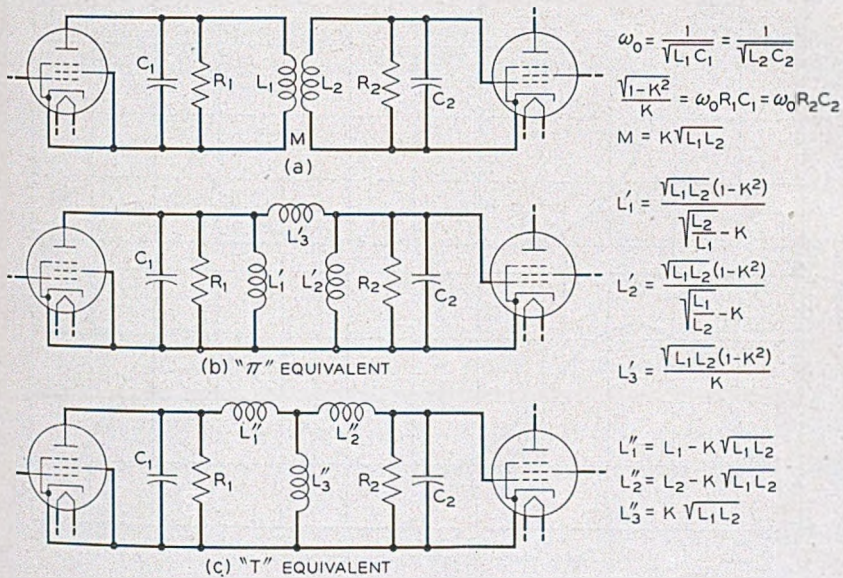 C₁ R₁ L₁ L₂ R₂ C₂
M
(a)
ω₀ = 1/√(L₁C₁) = 1/√(L₂C₂)
√(1-K²)/K = ω₀R₁C₁ = ω₀R₂C₂
M = K√(L₁L₂)
C₁ R₁ L′₁ L′₃ L′₂ R₂ C₂
(b) "π" EQUIVALENT
L′₁ = √(L₁L₂)(1-K²)/(√(L₂/L₁)-K)
L′₂ = √(L₁L₂)(1-K²)/(√(L₁/L₂)-K)
L′₃ = √(L₁L₂)(1-K²)/K
C₁ R₁ L″₁ L″₃ L″₂ R₂ C₂
(c) "T" EQUIVALENT
L″₁ = L₁ - K√(L₁L₂)
L″₂ = L₂ - K√(L₁L₂)
L″₃ = K√(L₁L₂)